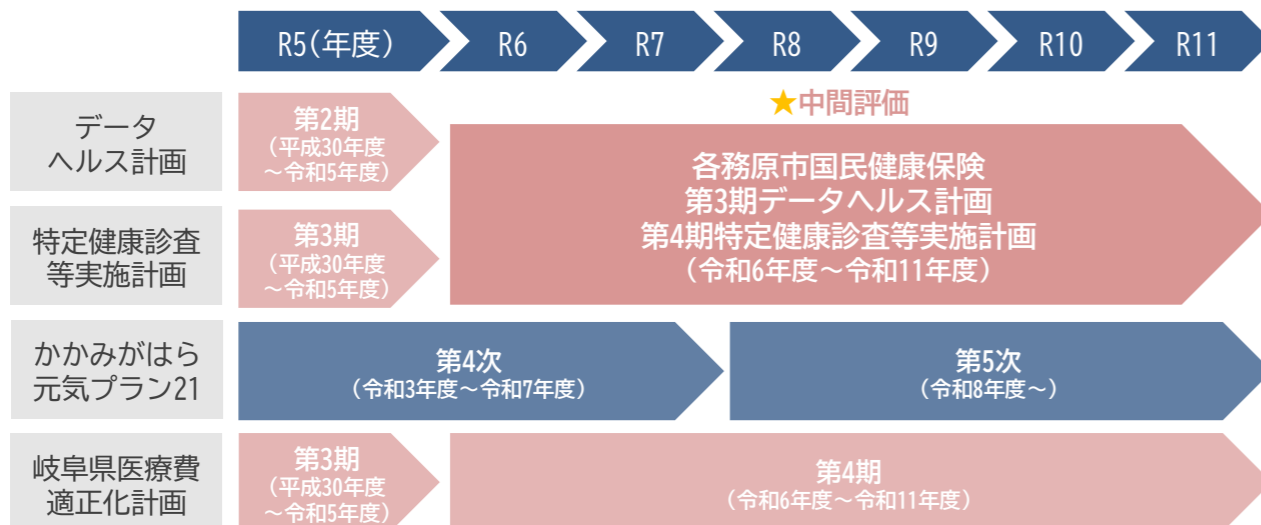 R5(年度)
R6
R7
R8
R9
R10
R11
★中間評価
データ
ヘルス計画
第2期
(平成30年度
～令和5年度)
各務原市国民健康保険
第3期データヘルス計画
第4期特定健康診査等実施計画
(令和6年度～令和11年度)
特定健康診査
等実施計画
第3期
(平成30年度
～令和5年度)
かかみがはら
元気プラン21
第4次
(令和3年度～令和7年度)
第5次
(令和8年度～)
岐阜県医療費
適正化計画
第3期
(平成30年度
～令和5年度)
第4期
(令和6年度～令和11年度)